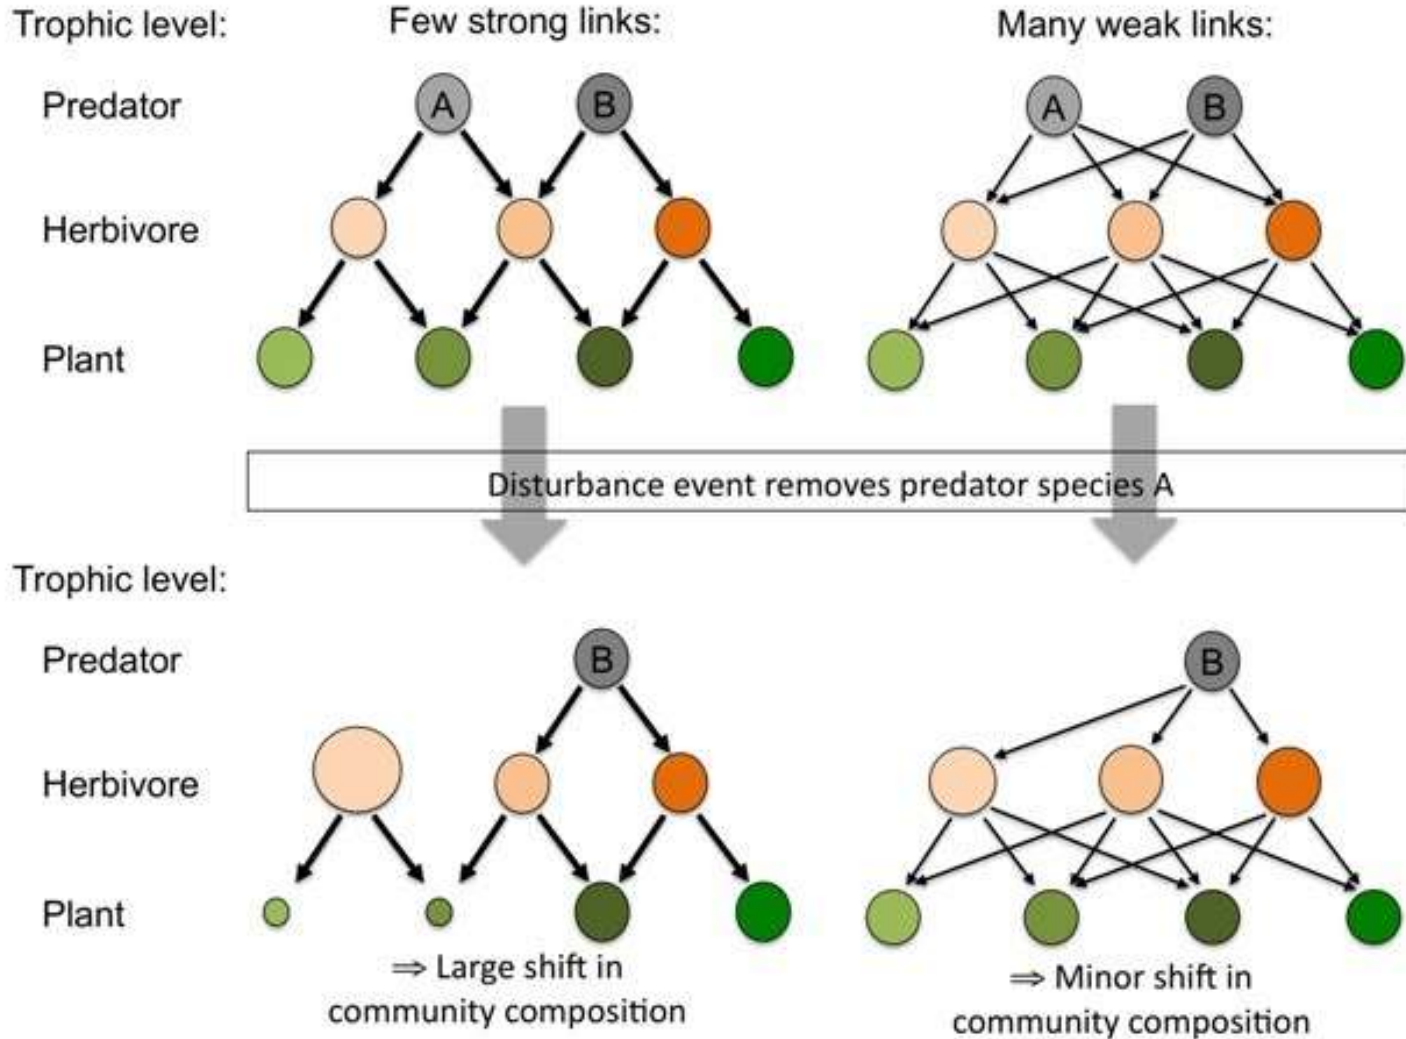 Trophic level:
Few strong links:
Many weak links:
Predator
A
B
A
B
Herbivore
Plant
Disturbance event removes predator species A
Trophic level:
Predator
B
B
Herbivore
Plant
⇒ Large shift in
community composition
⇒ Minor shift in
community composition